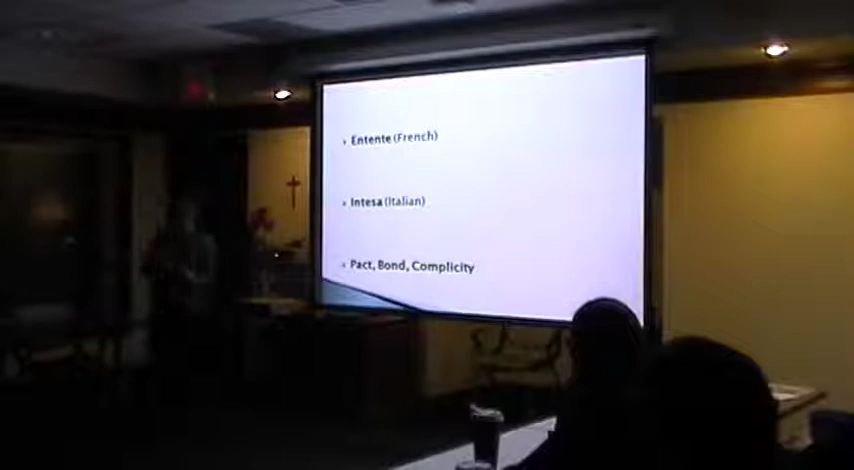 Entente (French)
Intesa (Italian)
Pact, Bond, Complicity